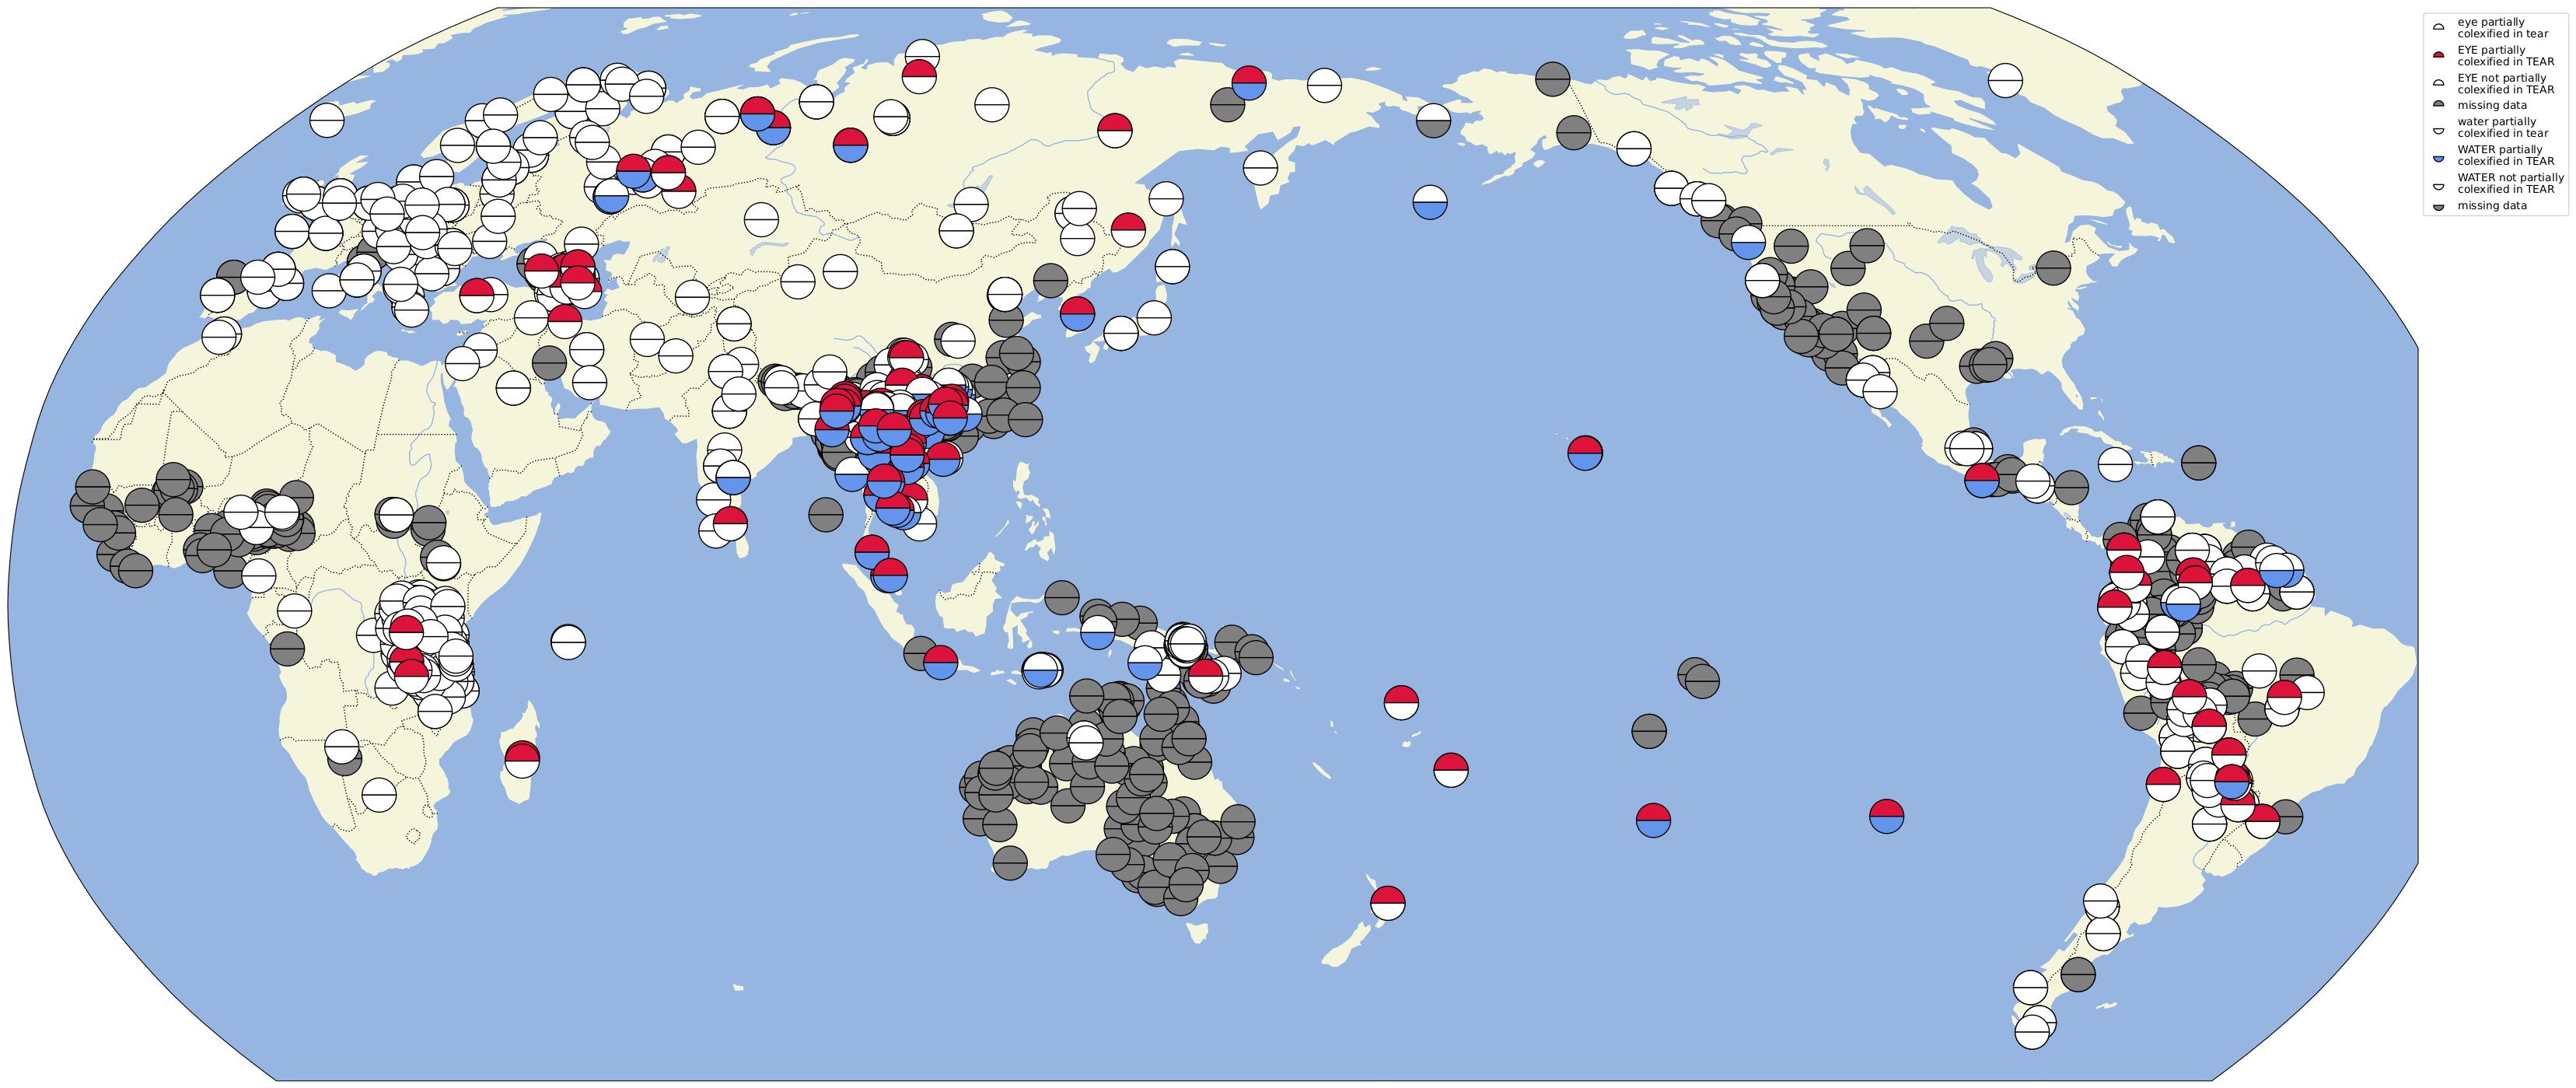 eye partially
colexified in tear
EYE partially
colexified in TEAR
EYE not partially
colexified in TEAR
missing data
water partially
colexified in tear
WATER partially
colexified in TEAR
WATER not partially
colexified in TEAR
missing data